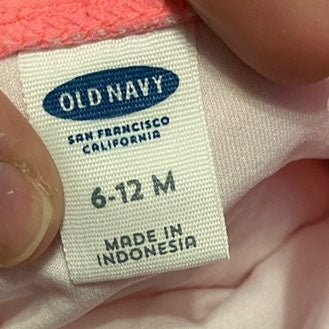 OLD NAVY
SAN FRANCISCO
CALIFORNIA
6-12 M
MADE IN
INDONESIA